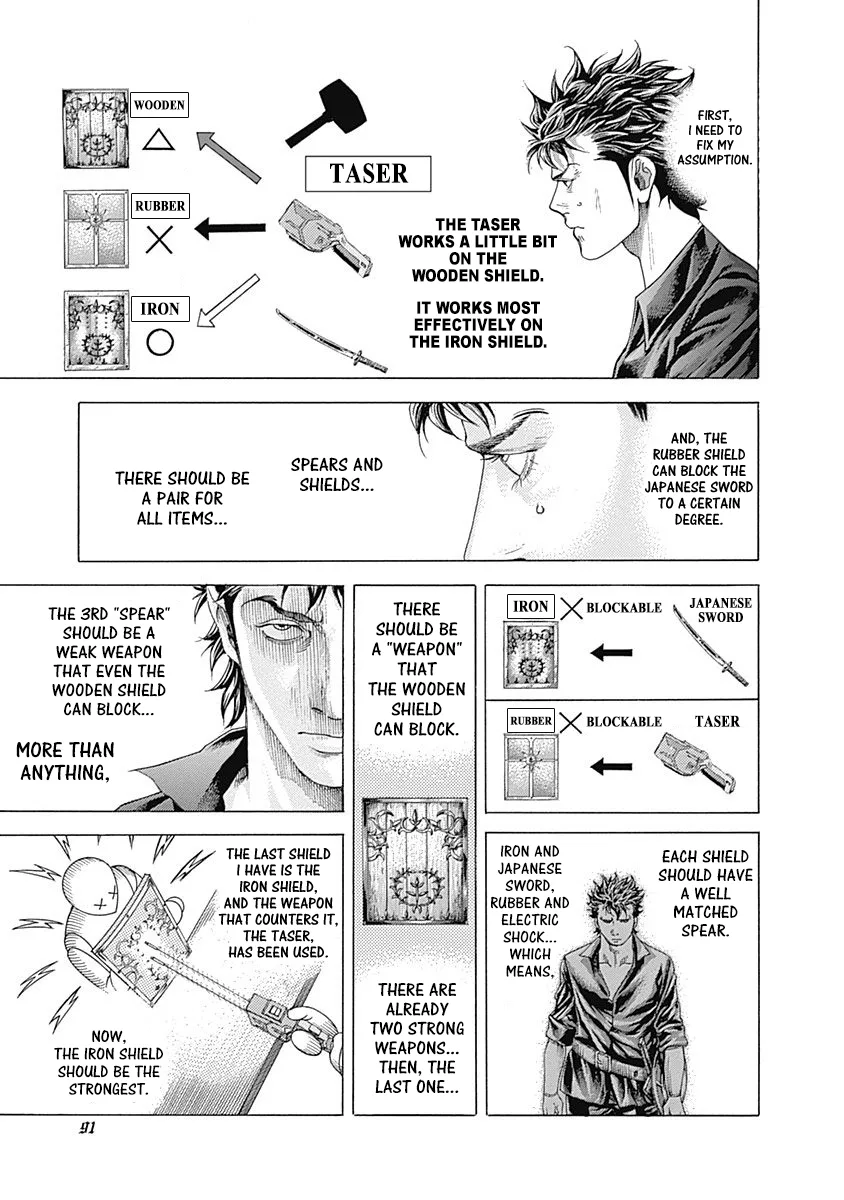 FIRST,
I NEED TO
FIX MY
ASSUMPTION.
TASER
WOODEN
RUBBER
IRON
THE TASER
WORKS A LITTLE BIT
ON THE
WOODEN SHIELD.
IT WORKS MOST
EFFECTIVELY ON
THE IRON SHIELD.
AND, THE
RUBBER SHIELD
CAN BLOCK THE
JAPANESE SWORD
TO A CERTAIN
DEGREE.
SPEARS AND
SHIELDS...
THERE SHOULD BE
A PAIR FOR
ALL ITEMS...
IRON
BLOCKABLE
JAPANESE
SWORD
RUBBER
BLOCKABLE
TASER
EACH SHIELD
SHOULD HAVE
A WELL
MATCHED
SPEAR.
IRON AND
JAPANESE
SWORD,
RUBBER AND
ELECTRIC
SHOCK...
WHICH
MEANS,
THERE
SHOULD BE
A "WEAPON"
THAT
THE WOODEN
SHIELD
CAN BLOCK.
THERE ARE
ALREADY
TWO STRONG
WEAPONS...
THEN, THE
LAST ONE...
THE 3RD "SPEAR"
SHOULD BE A
WEAK WEAPON
THAT EVEN THE
WOODEN SHIELD
CAN BLOCK...
MORE THAN
ANYTHING,
THE LAST SHIELD
I HAVE IS THE
IRON SHIELD,
AND THE WEAPON
THAT COUNTERS IT,
THE TASER,
HAS BEEN USED.
NOW,
THE IRON SHIELD
SHOULD BE THE
STRONGEST.
91